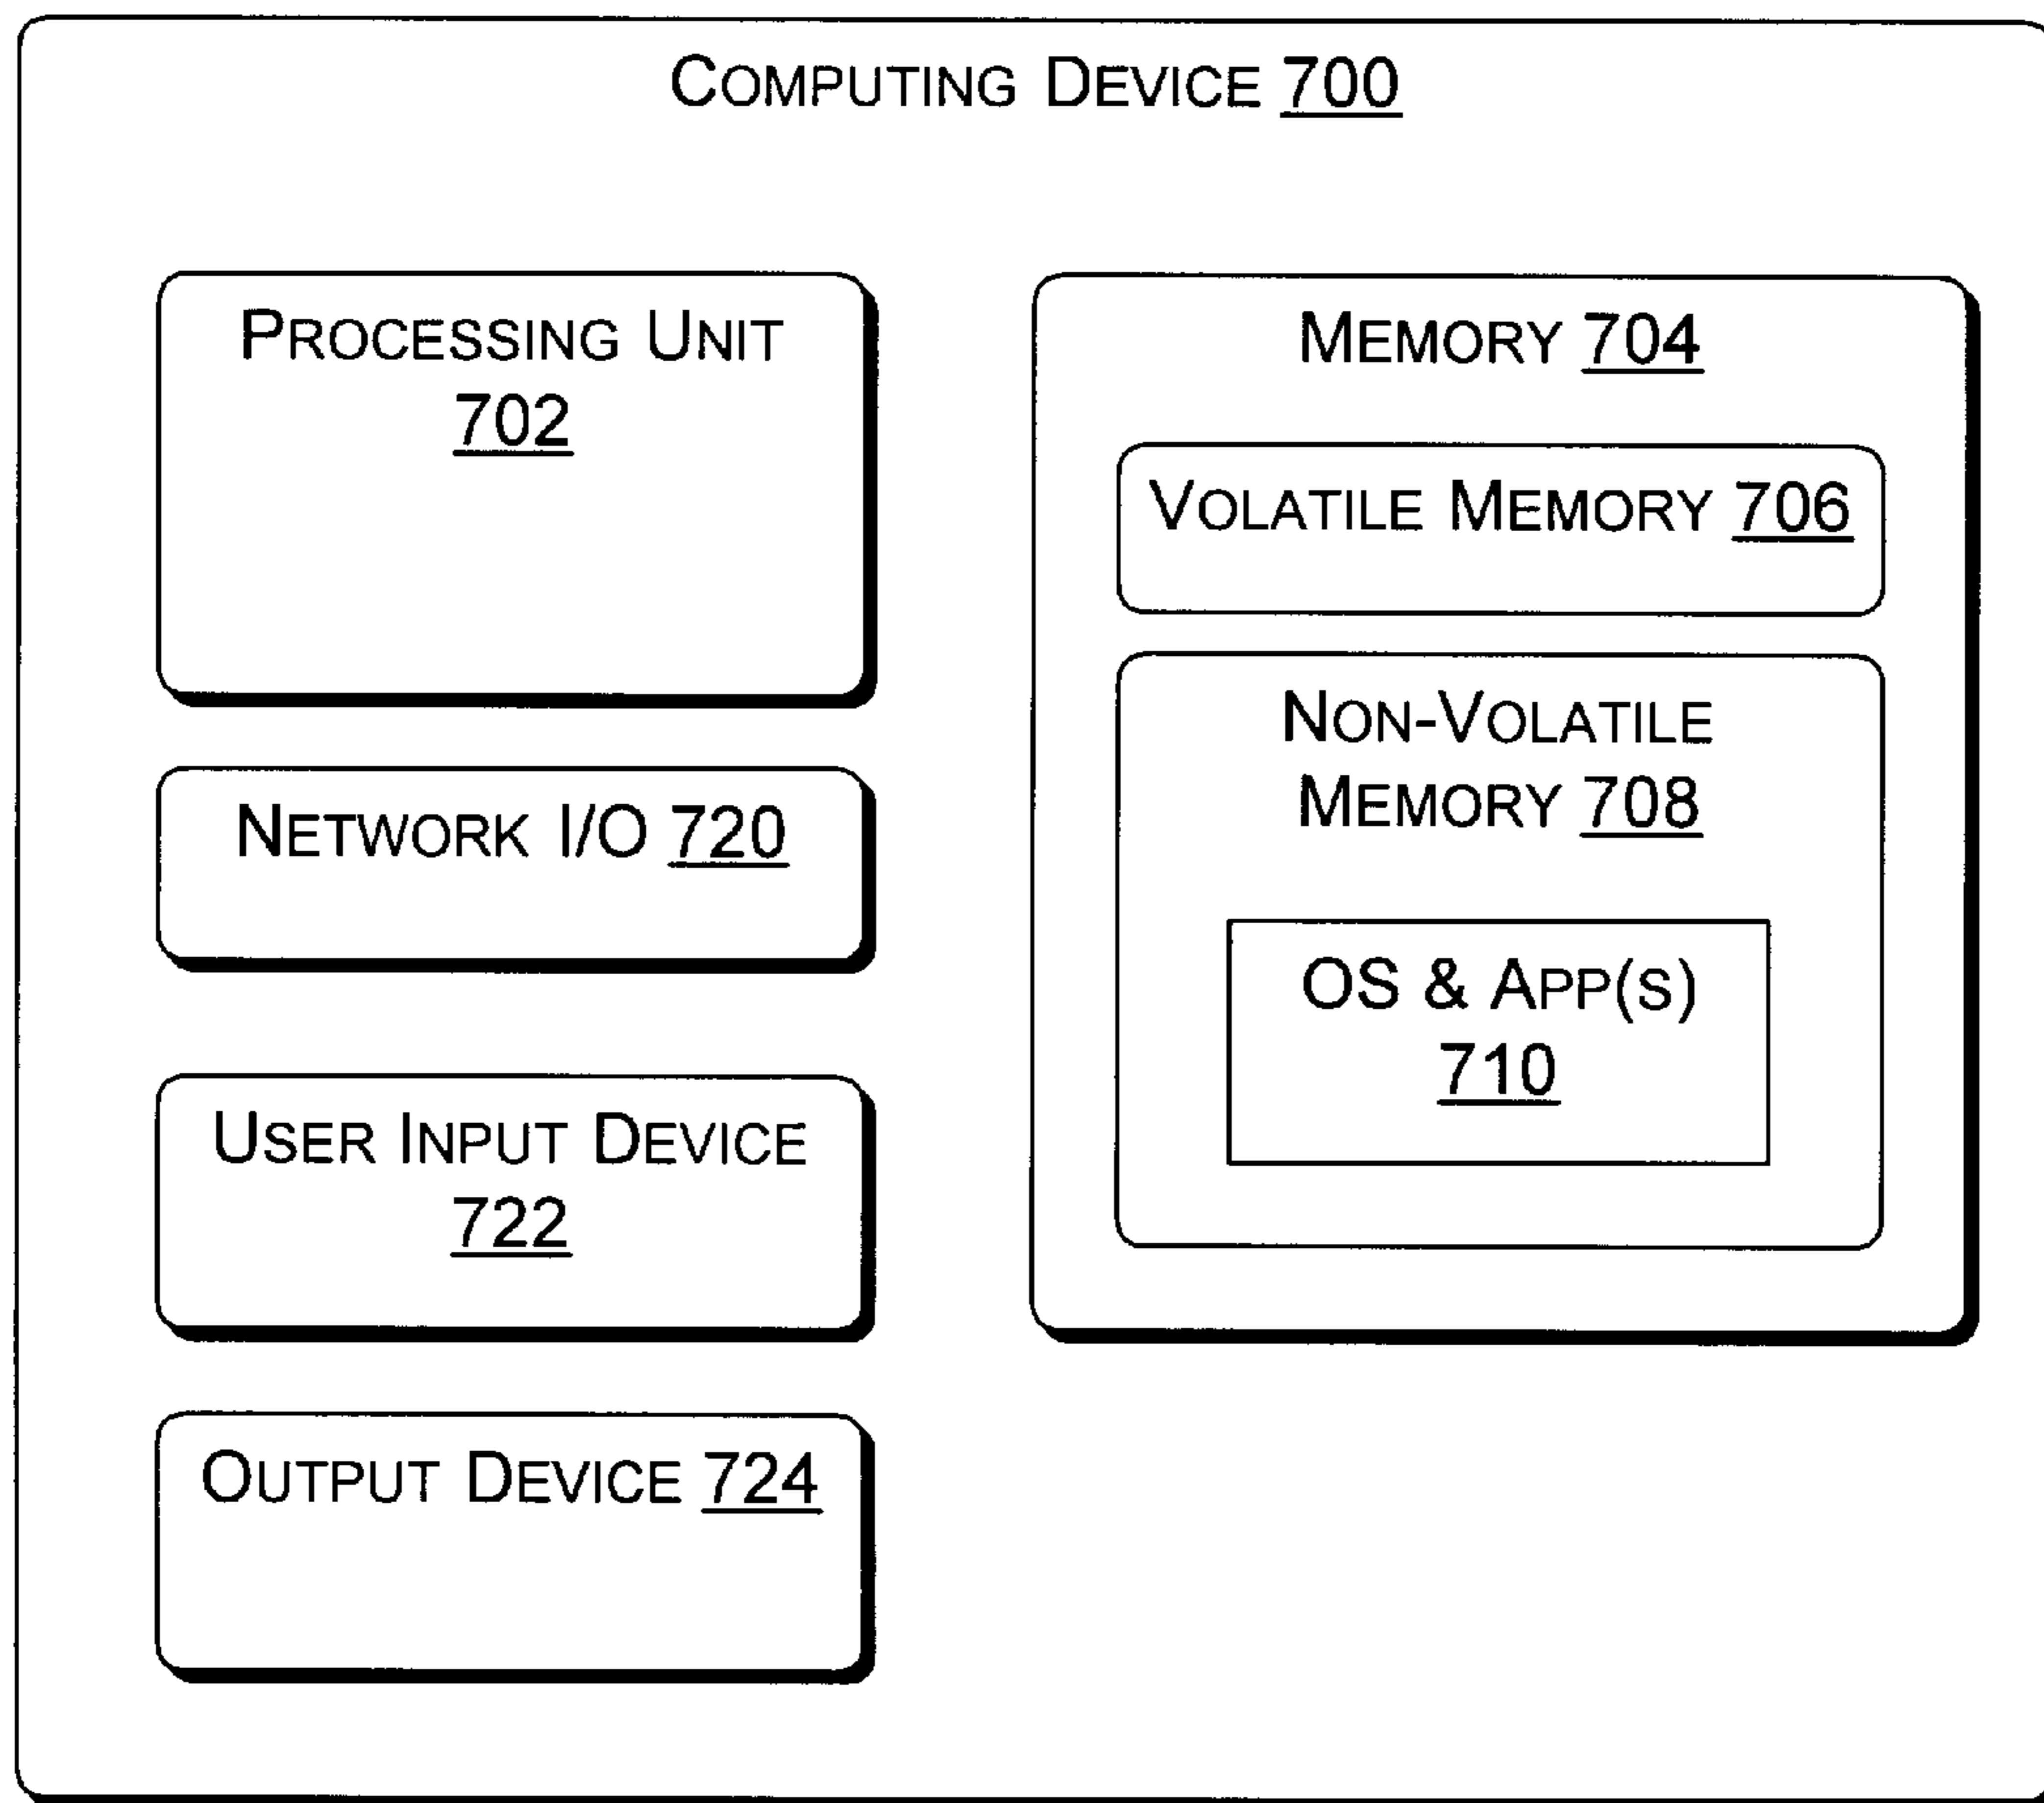 COMPUTING DEVICE 700
PROCESSING UNIT
702
NETWORK I/O 720
USER INPUT DEVICE
722
OUTPUT DEVICE 724
MEMORY 704
VOLATILE MEMORY 706
NON-VOLATILE
MEMORY 708
OS & APP(S)
710